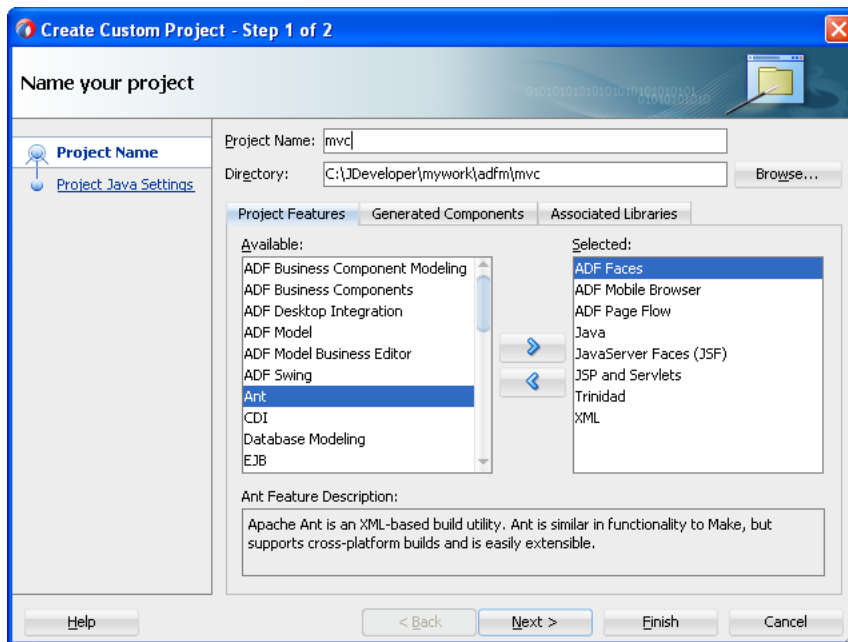 Create Custom Project - Step 1 of 2
Name your project
01010101010101010101010101
01010101010
Project Name
Project Java Settings
Project Name: mvc
Directory: C:\JDeveloper\mywork\adfm\mvc Browse...
Project Features Generated Components Associated Libraries
Available:
ADF Business Component Modeling
ADF Business Components
ADF Desktop Integration
ADF Model
ADF Model Business Editor
ADF Swing
Ant
CDI
Database Modeling
EJB
Selected:
ADF Faces
ADF Mobile Browser
ADF Page Flow
Java
JavaServer Faces (JSF)
JSP and Servlets
Trinidad
XML
Ant Feature Description:
Apache Ant is an XML-based build utility. Ant is similar in functionality to Make, but
supports cross-platform builds and is easily extensible.
Help < Back Next > Finish Cancel